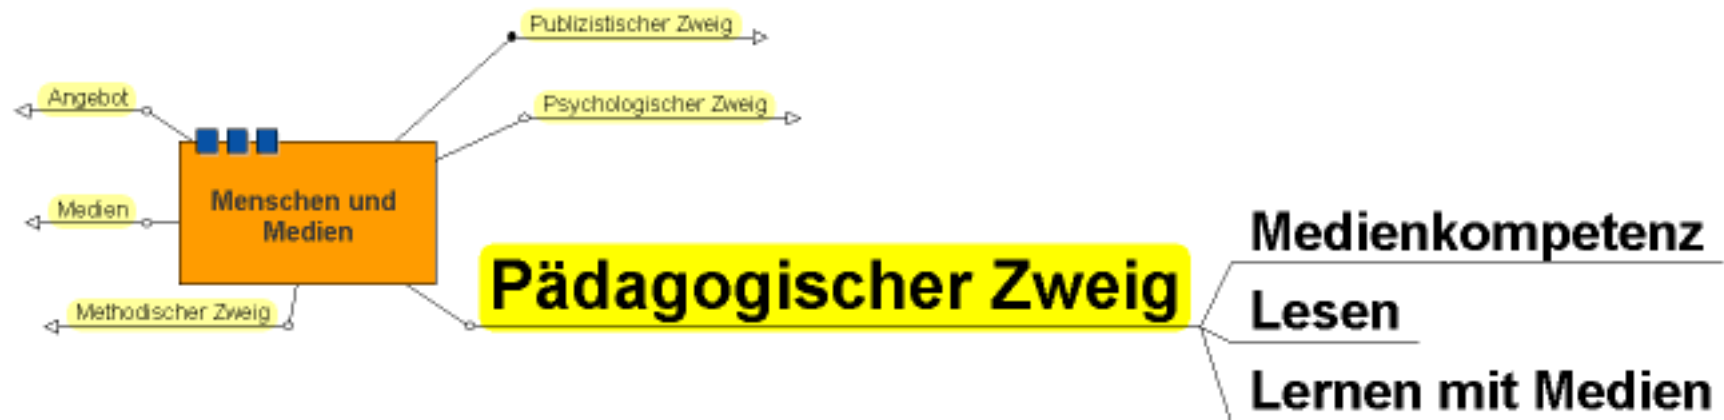 Publizistischer Zweig
Angebot
Psychologischer Zweig
Menschen und
Medien
Medien
Methodischer Zweig
Pädagogischer Zweig
Medienkompetenz
Lesen
Lernen mit Medien